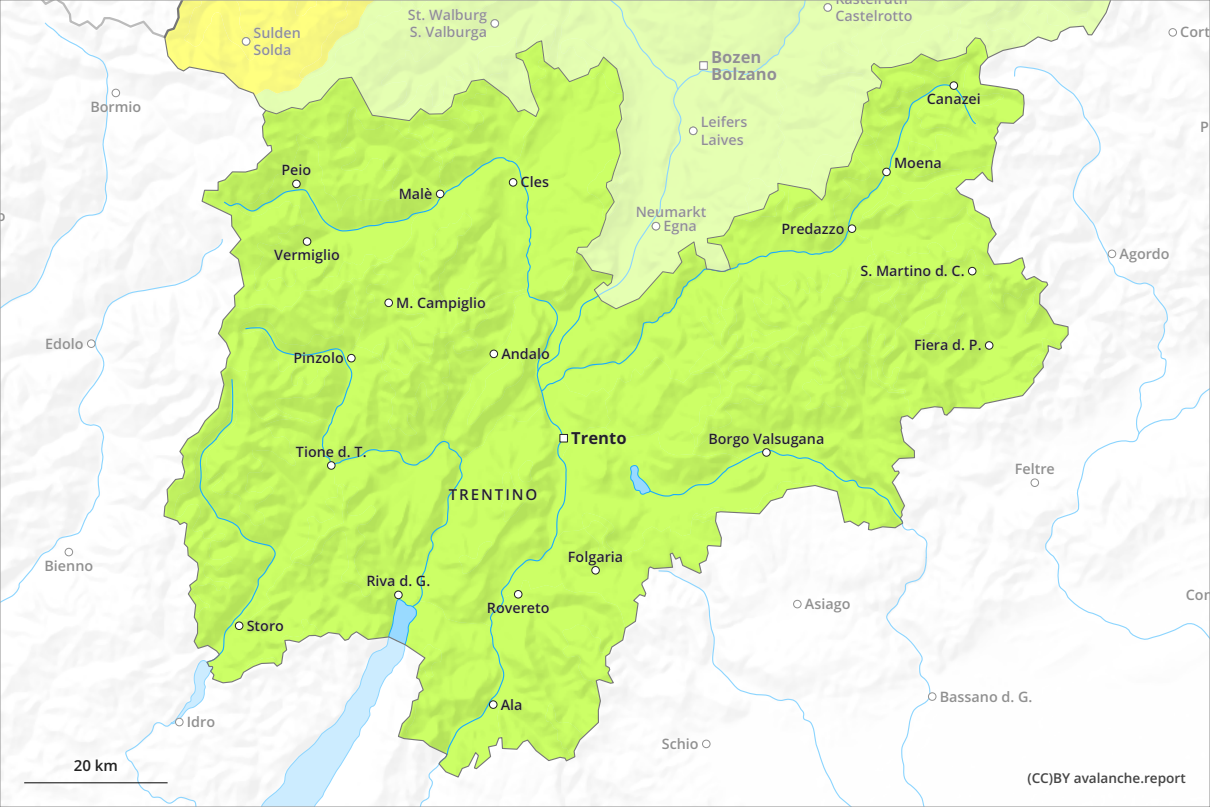 Kastelruth
Castelrotto
St. Walburg
S. Valburga
Sulden
Solda
Cort
Bozen
Bolzano
Bormio
Canazei
Leifers
Laives
Moena
Peio
Malè
Cles
Neumarkt
Egna
Predazzo
Vermiglio
Agordo
S. Martino d. C.
M. Campiglio
Edolo
Pinzolo
Andalo
Fiera d. P.
Trento
Borgo Valsugana
Tione d. T.
Feltre
TRENTINO
Bienno
Folgaria
Riva d. G.
Rovereto
Asiago
Cor
Storo
Idro
Ala
Bassano d. G.
Schio
20 km
(CC)BY avalanche.report